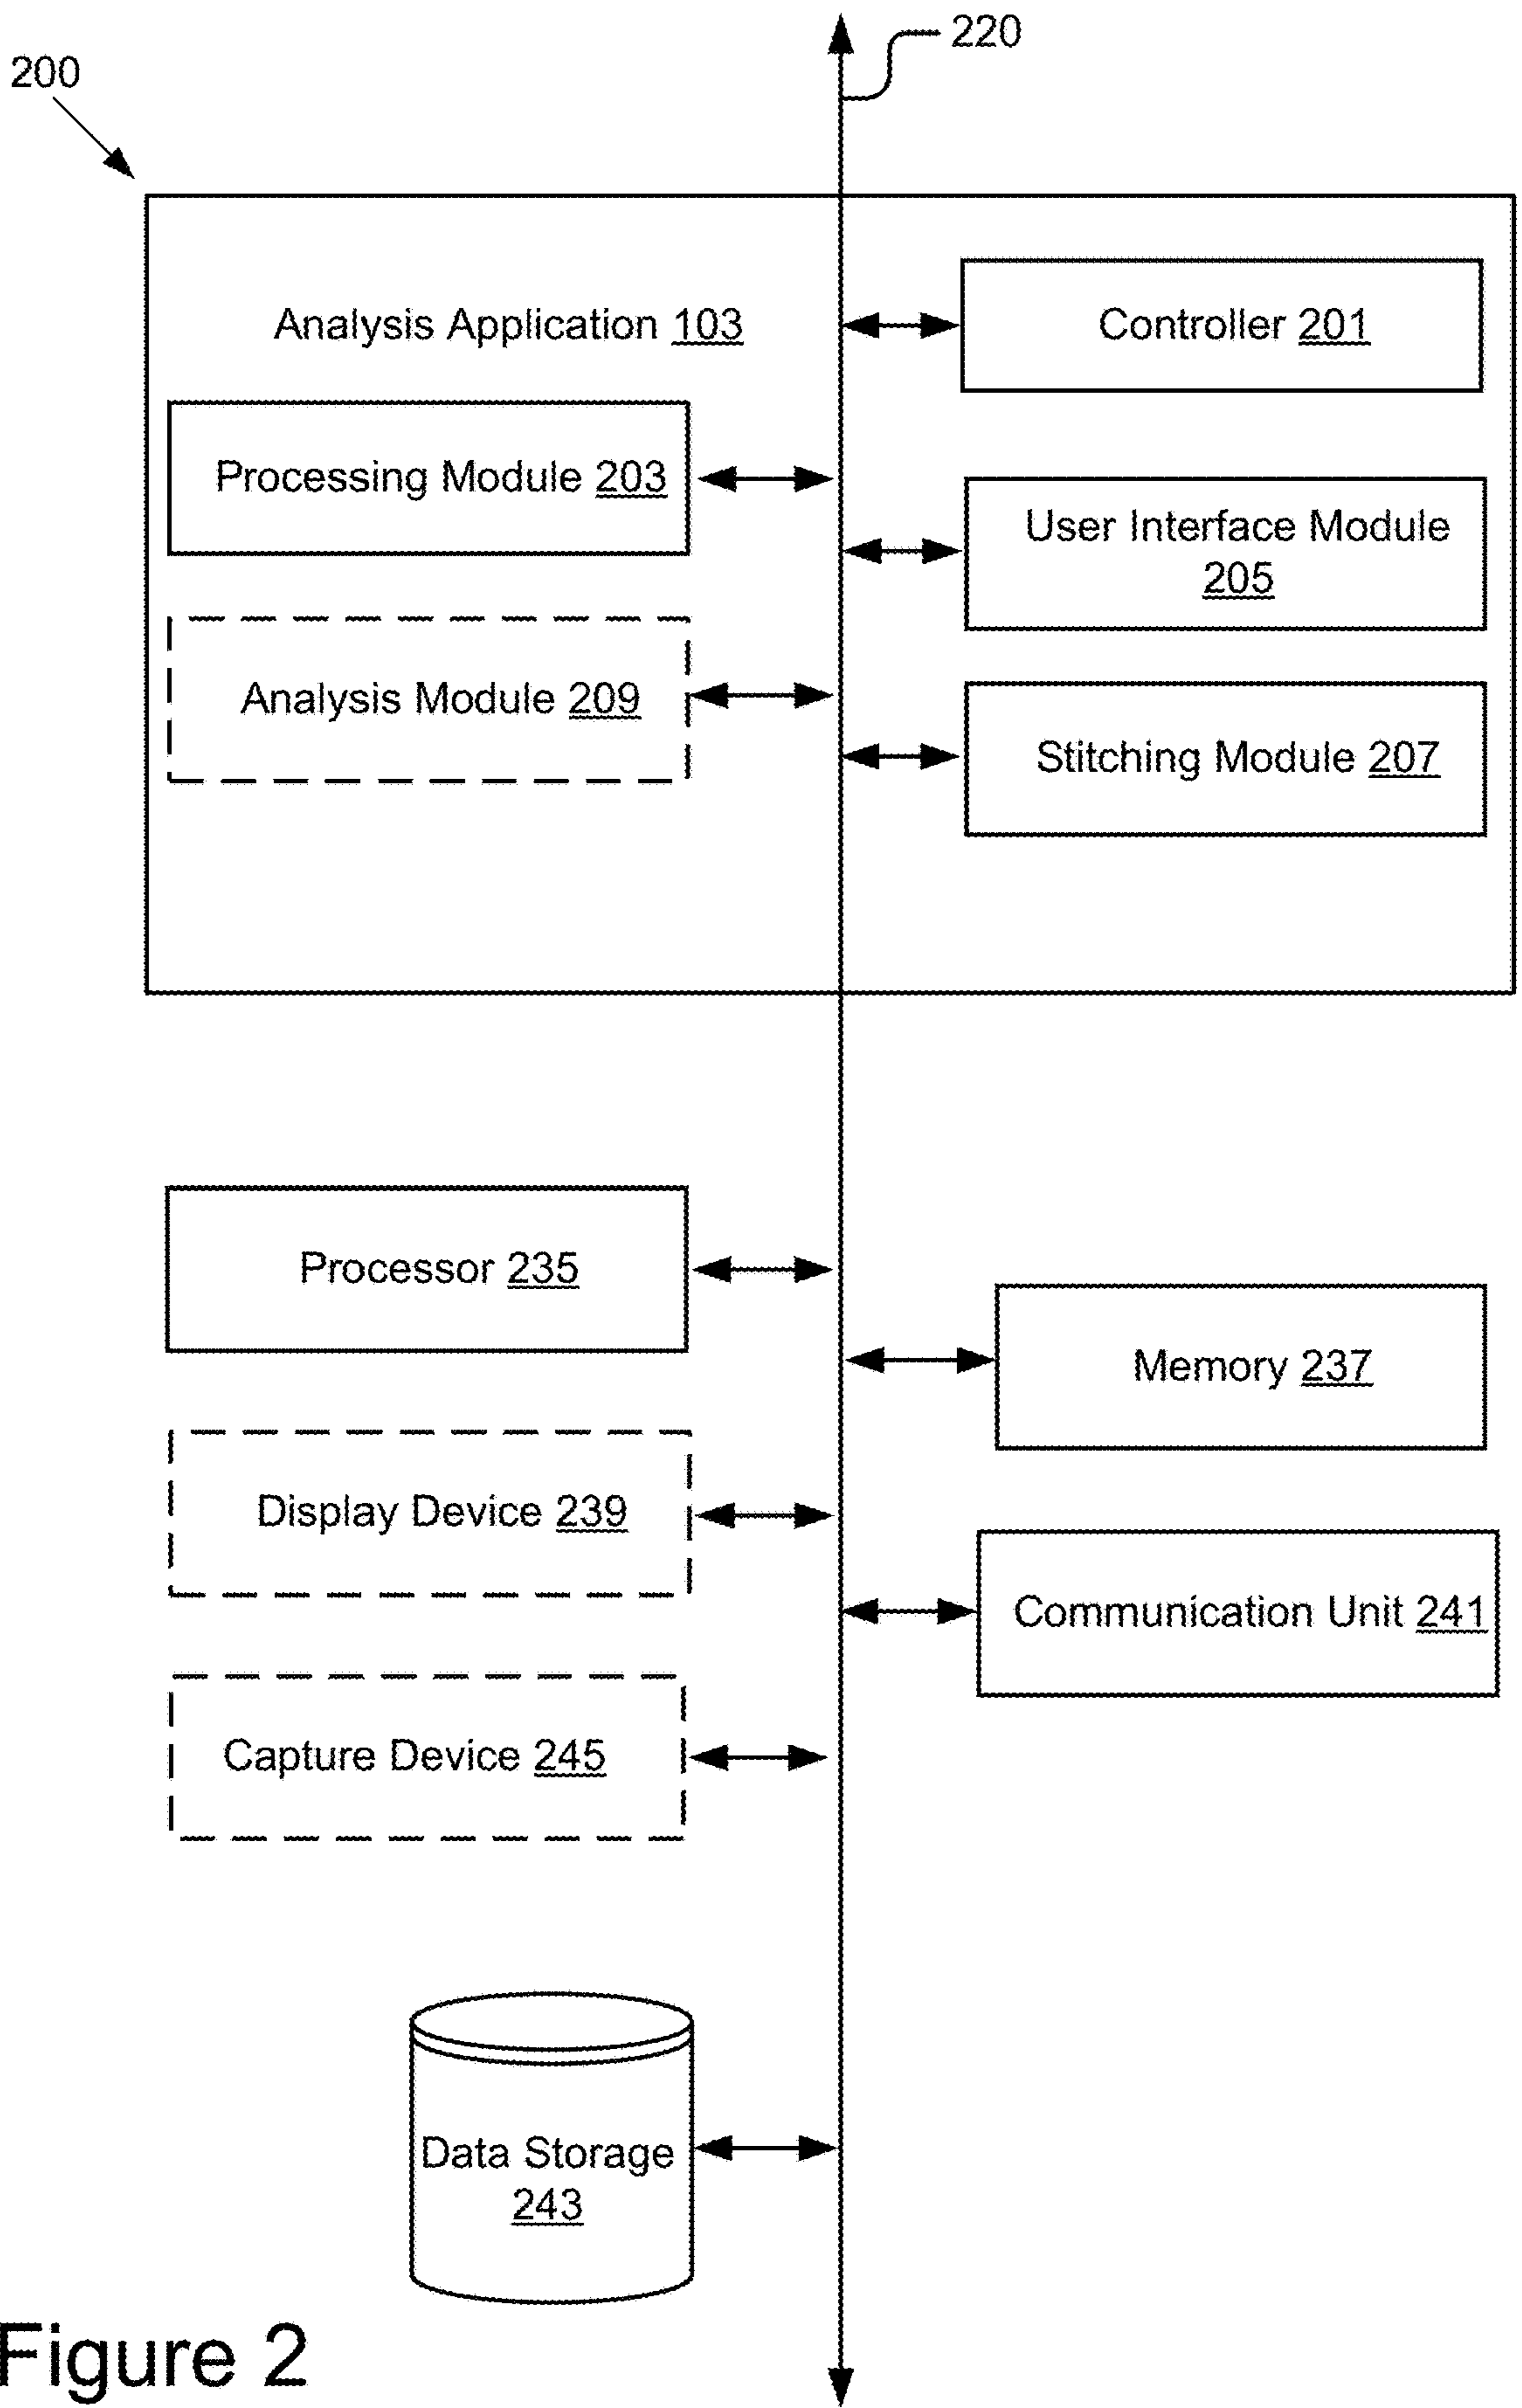 220
200
Analysis Application 103
Controller 201
Processing Module 203
User Interface Module
205
Analysis Module 209
Stitching Module 207
Processor 235
Memory 237
Display Device 239
Communication Unit 241
Capture Device 245
Data Storage
243
Figure 2